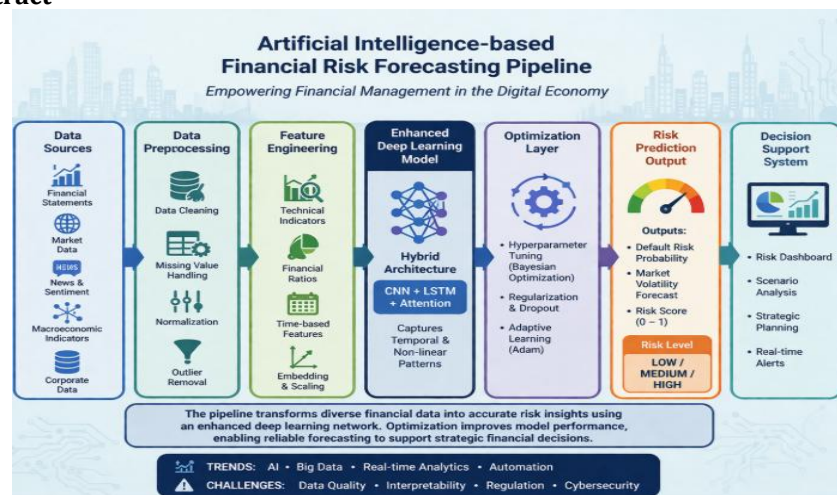 tract
Artificial Intelligence-based
Financial Risk Forecasting Pipeline
Empowering Financial Management in the Digital Economy
Data
Sources
Financial
Statements
Market
Data
NEWS
News &
Sentiment
Macroeconomic
Indicators
Corporate
Data
Data
Preprocessing
Data Cleaning
Missing Value
Handling
Normalization
Outlier
Removal
Feature
Engineering
Technical
Indicators
Financial
Ratios
Time-based
Features
Embedding
& Scaling
Enhanced
Deep Learning
Model
Hybrid
Architecture
CNN + LSTM
+ Attention
Captures
Temporal &
Non-linear
Patterns
Optimization
Layer
• Hyperparameter
Tuning
(Bayesian
Optimization)
• Regularization
& Dropout
• Adaptive
Learning
(Adam)
Risk
Prediction
Output
Outputs:
• Default Risk
Probability
• Market
Volatility
Forecast
• Risk Score
(0 – 1)
Risk Level
LOW /
MEDIUM /
HIGH
Decision
Support
System
• Risk Dashboard
• Scenario
Analysis
• Strategic
Planning
• Real-time
Alerts
The pipeline transforms diverse financial data into accurate risk insights using
an enhanced deep learning network. Optimization improves model performance,
enabling reliable forecasting to support strategic financial decisions.
TRENDS: AI • Big Data • Real-time Analytics • Automation
CHALLENGES: Data Quality • Interpretability • Regulation • Cybersecurity